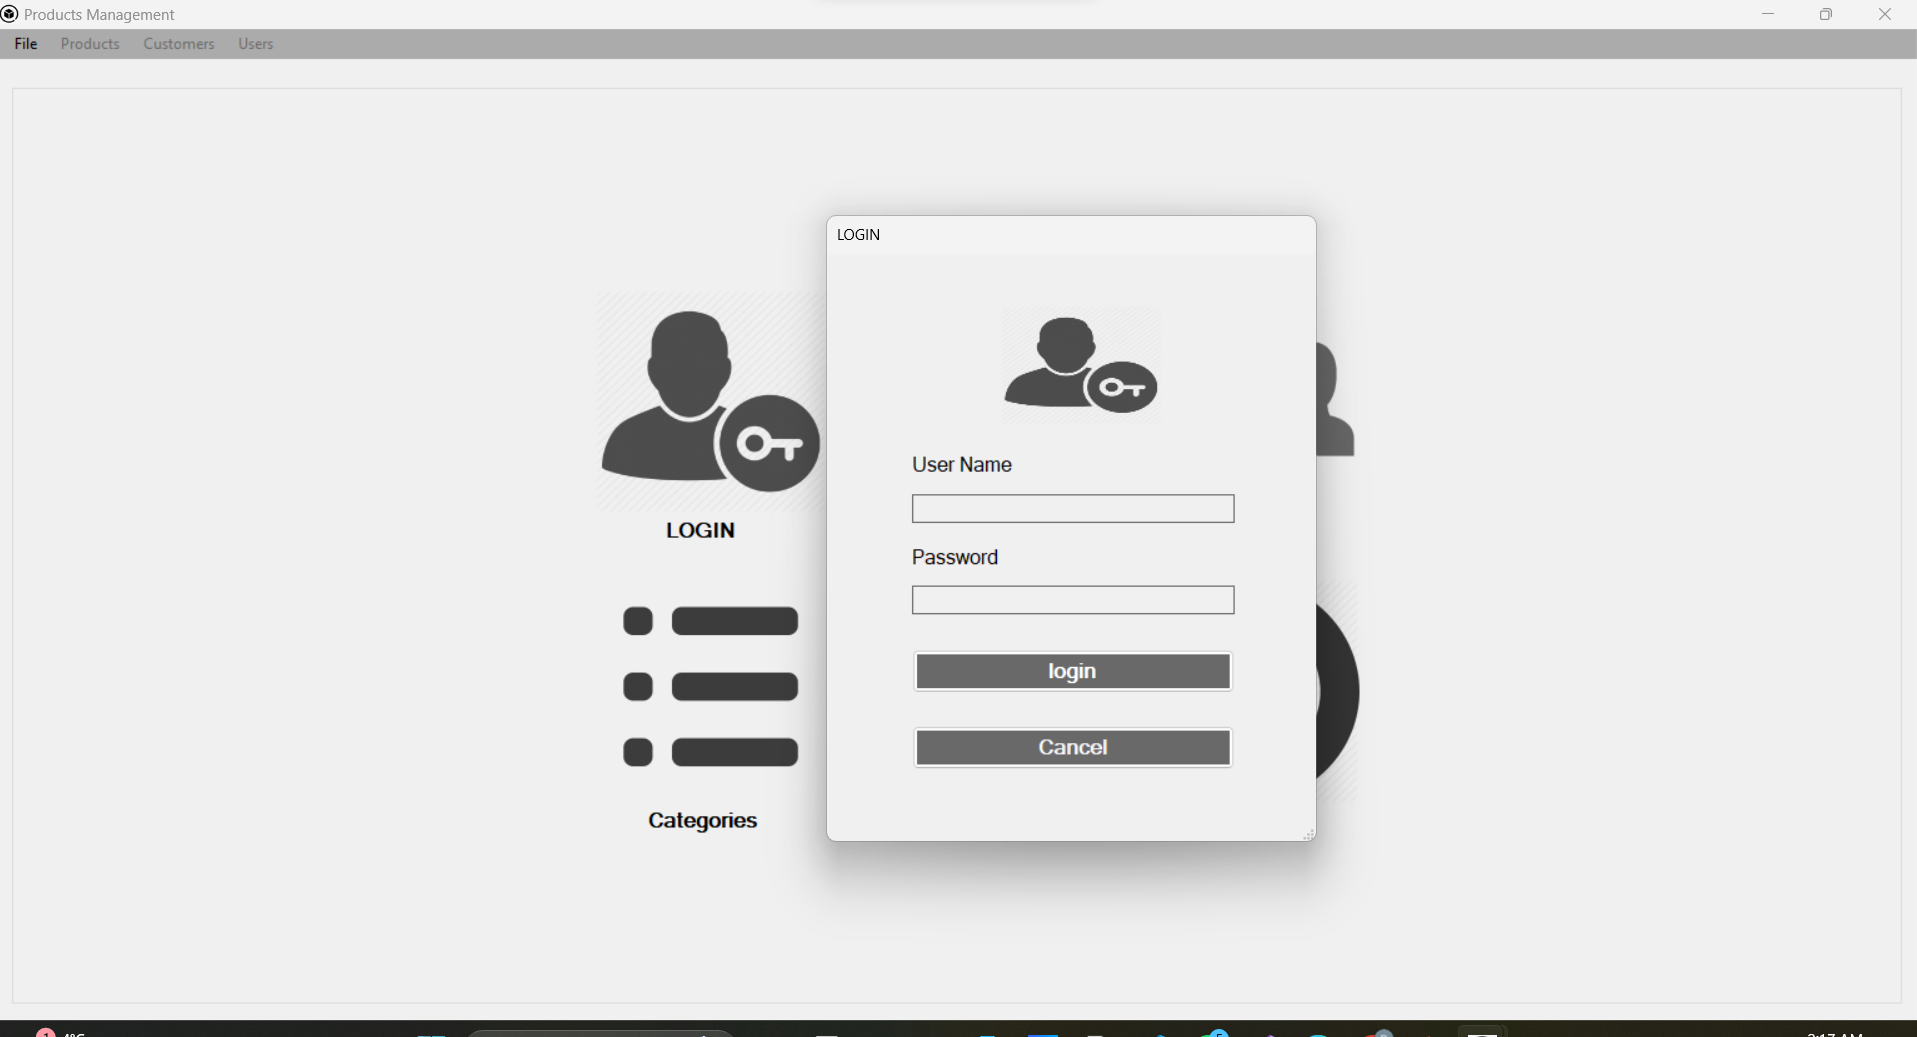 Products Management
File Products Customers Users
LOGIN
User Name
Password
login
Cancel
LOGIN
Categories